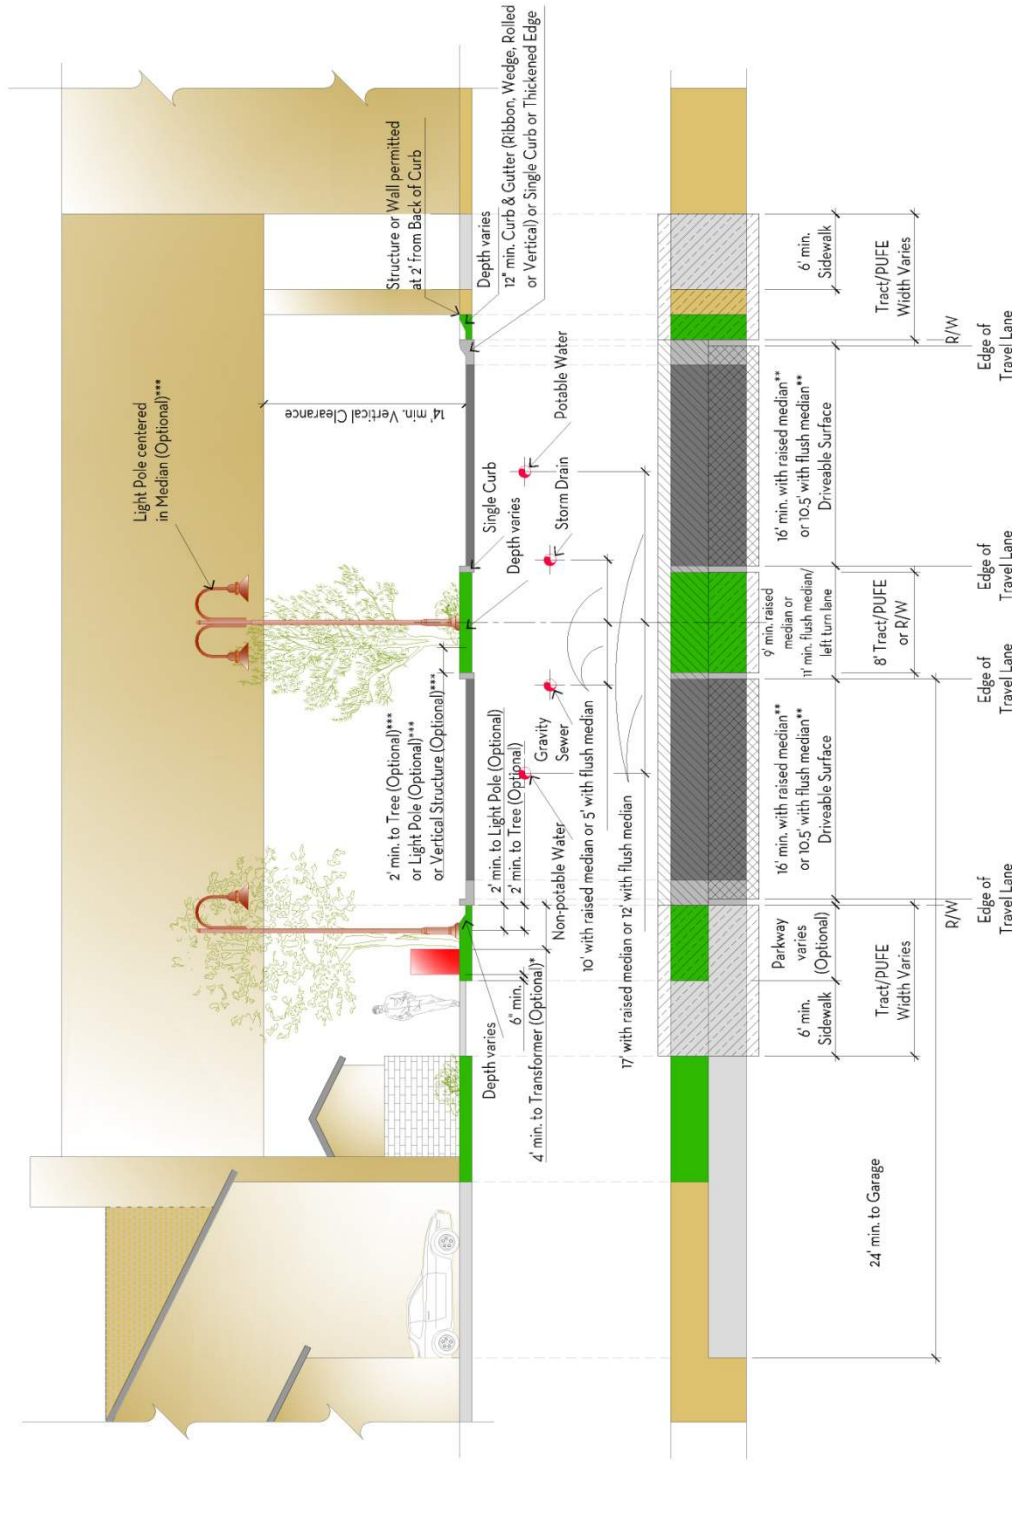 Light Pole centered
in Median (Optional)***
Structure or Wall permitted
at 2' from Back of Curb
Depth varies
12" min. Curb & Gutter (Ribbon, Wedge, Rolled
or Vertical) or Single Curb or Thickened Edge
14' min. Vertical Clearance
2' min. to Tree (Optional)***
or Light Pole (Optional)***
or Vertical Structure (Optional)***
Single Curb
Depth varies
Depth varies
2' min. to Light Pole (Optional)
2' min. to Tree (Optional)
6" min.
4' min. to Transformer (Optional)*
Non-potable Water
Gravity
Sewer
Storm Drain
Potable Water
10' with raised median or 5' with flush median
17' with raised median or 12' with flush median
6' min.
Sidewalk
Parkway
varies
(Optional)
16' min. with raised median**
or 10.5' with flush median**
Driveable Surface
9' min. raised
median or
11' min. flush median/
left turn lane
16' min. with raised median**
or 10.5' with flush median**
Driveable Surface
6' min.
Sidewalk
Tract/PUFE
Width Varies
8' Tract/PUFE
or R/W
Tract/PUFE
Width Varies
24' min. to Garage
R/W
R/W
Edge of
Travel Lane
Edge of
Travel Lane
Edge of
Travel Lane
Edge of
Travel Lane